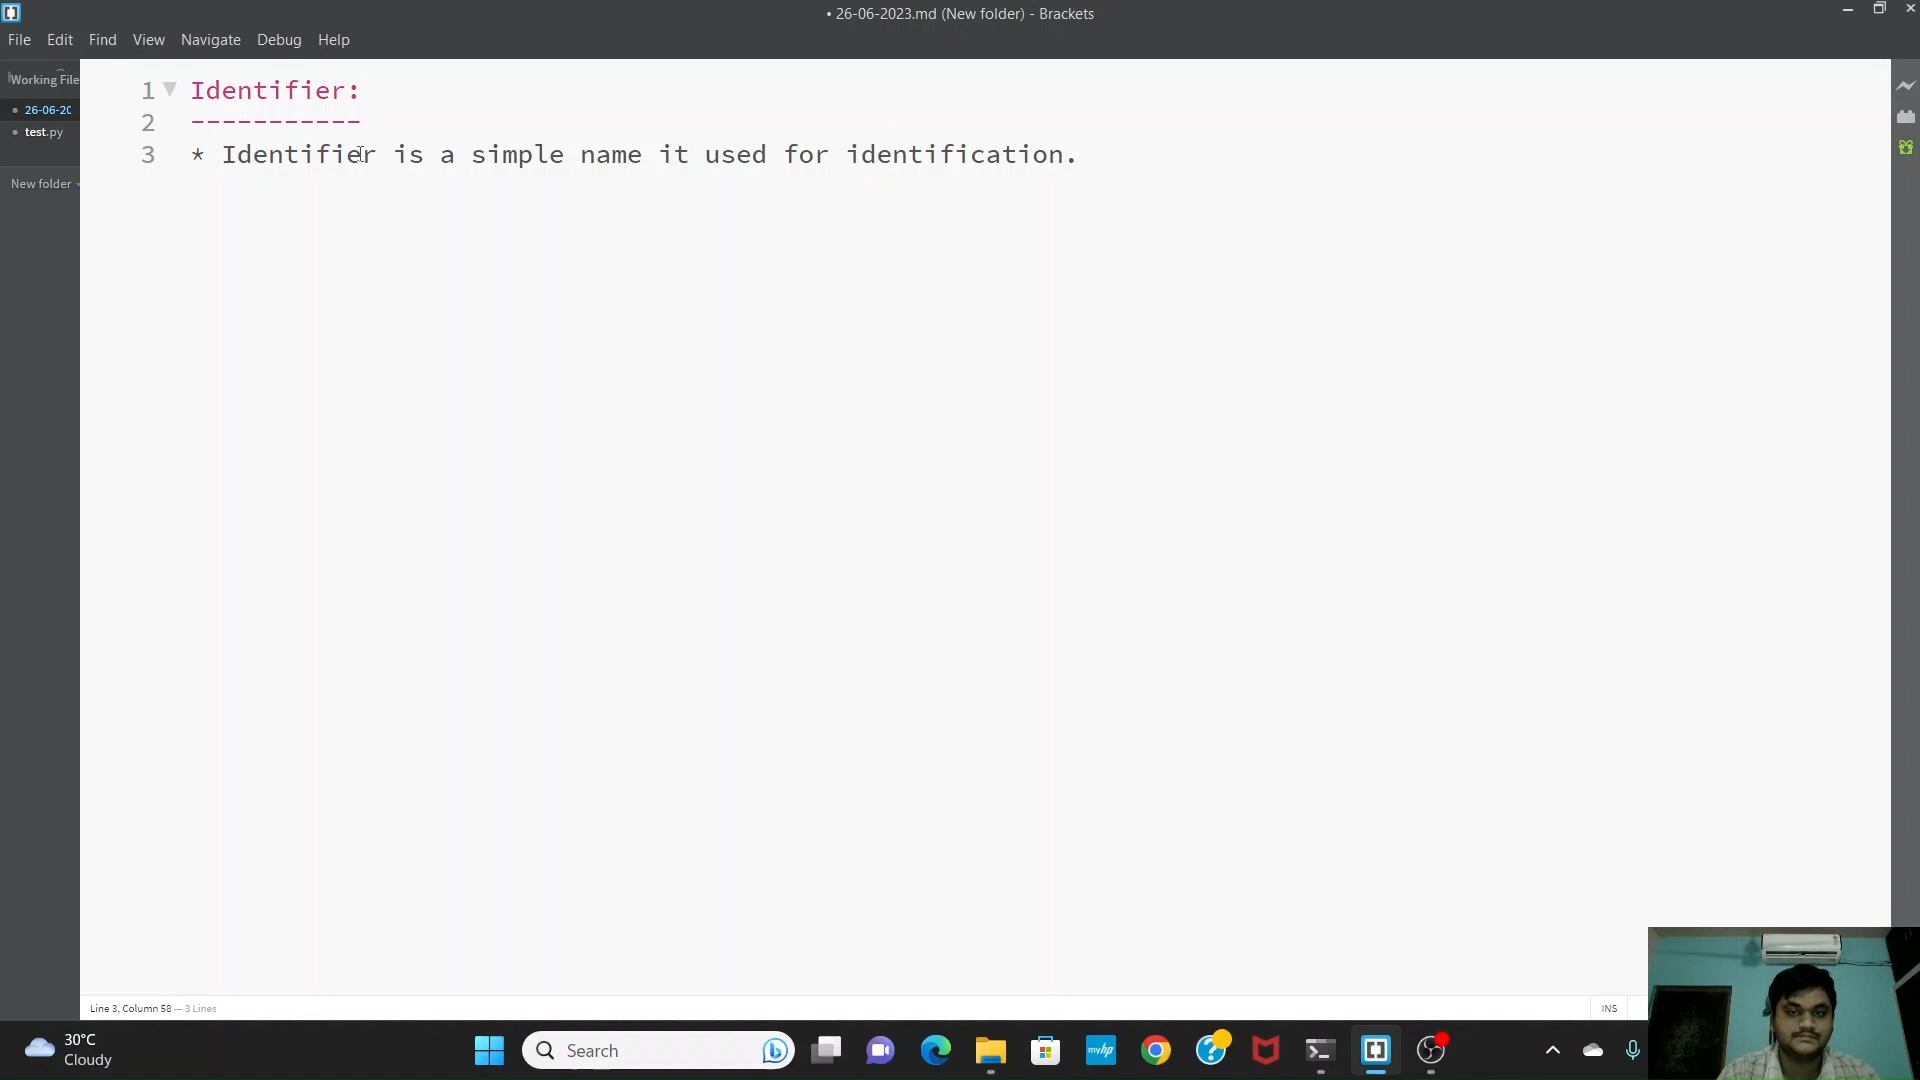 • 26-06-2023.md (New folder) - Brackets
File Edit Find View Navigate Debug Help
Working File
26-06-20
test.py
New folder
1 Identifier:
2 -----------
3 * Identifier is a simple name it used for identification.
Line 3, Column 58 — 3 Lines
INS
30°C
Cloudy
Search
myhp